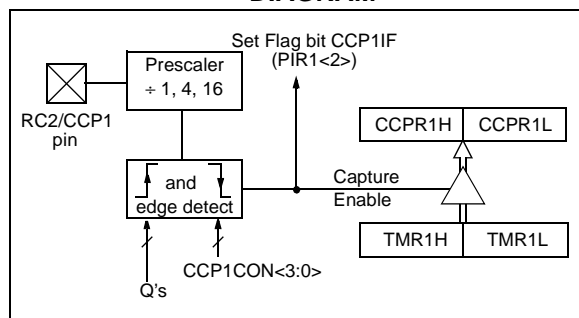 Set Flag bit CCP1IF
(PIR1<2>)
Prescaler
÷ 1, 4, 16
RC2/CCP1
pin
CCPR1H CCPR1L
and
edge detect
Capture
Enable
TMR1H TMR1L
CCP1CON<3:0>
Q's